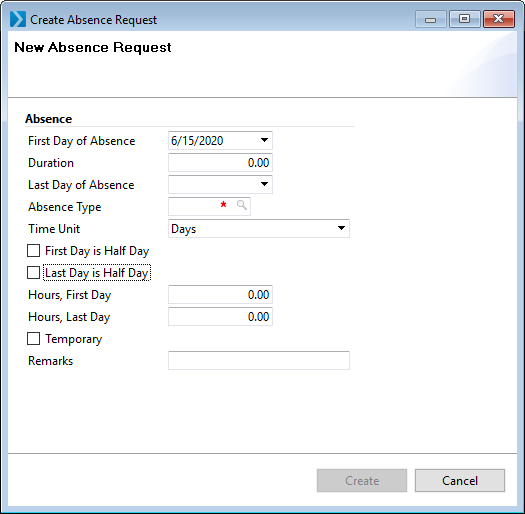 Create Absence Request
New Absence Request
Absence
First Day of Absence 6/15/2020
Duration 0.00
Last Day of Absence
Absence Type *
Time Unit Days
First Day is Half Day
Last Day is Half Day
Hours, First Day 0.00
Hours, Last Day 0.00
Temporary
Remarks
Create Cancel